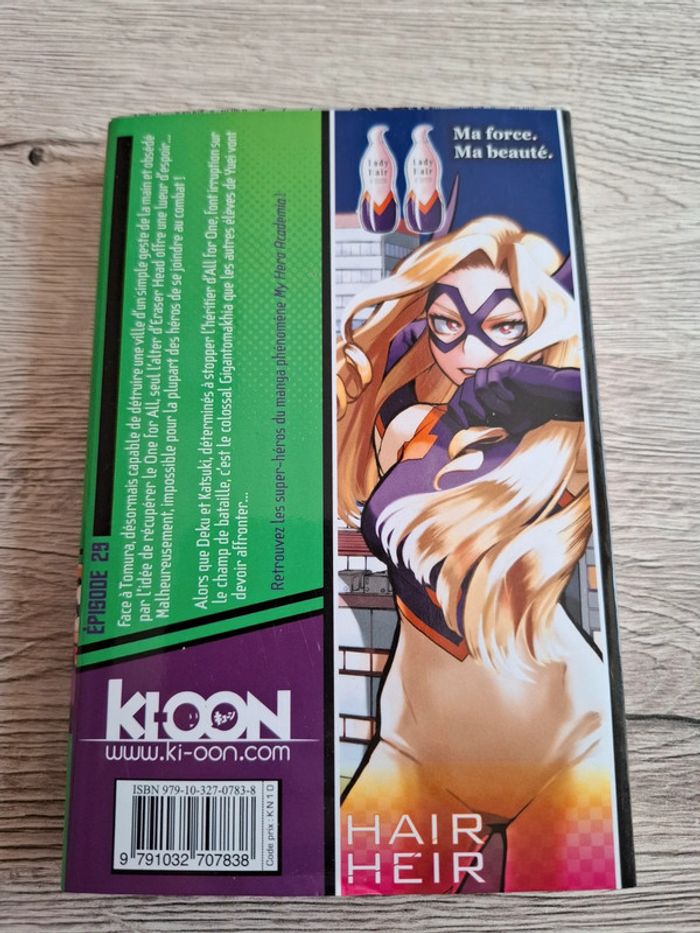 ÉPISODE 29
Face à Tomura, désormais capable de détruire une ville d'un simple geste de la main et obsédé
par l'idée de récupérer le One for All, seul l'alter d'Eraser Head offre une lueur d'espoir...
Malheureusement, impossible pour la plupart des héros de se joindre au combat !
Alors que Deku et Katsuki, déterminés à stopper l'héritier d'All for One, font irruption sur
le champ de bataille, c'est le colossal Gigantomakhia que les autres élèves de Yuei vont
devoir affronter...
Retrouvez les super-héros du manga phénomène My Hero Academia !
KI-OON
キューン
www.ki-oon.com
ISBN 979-10-327-0783-8
9 791032 707838
Code prix : KN10
Ma force.
Ma beauté.
Lady
Hair
Lady
Hair
HAIR
HEIR